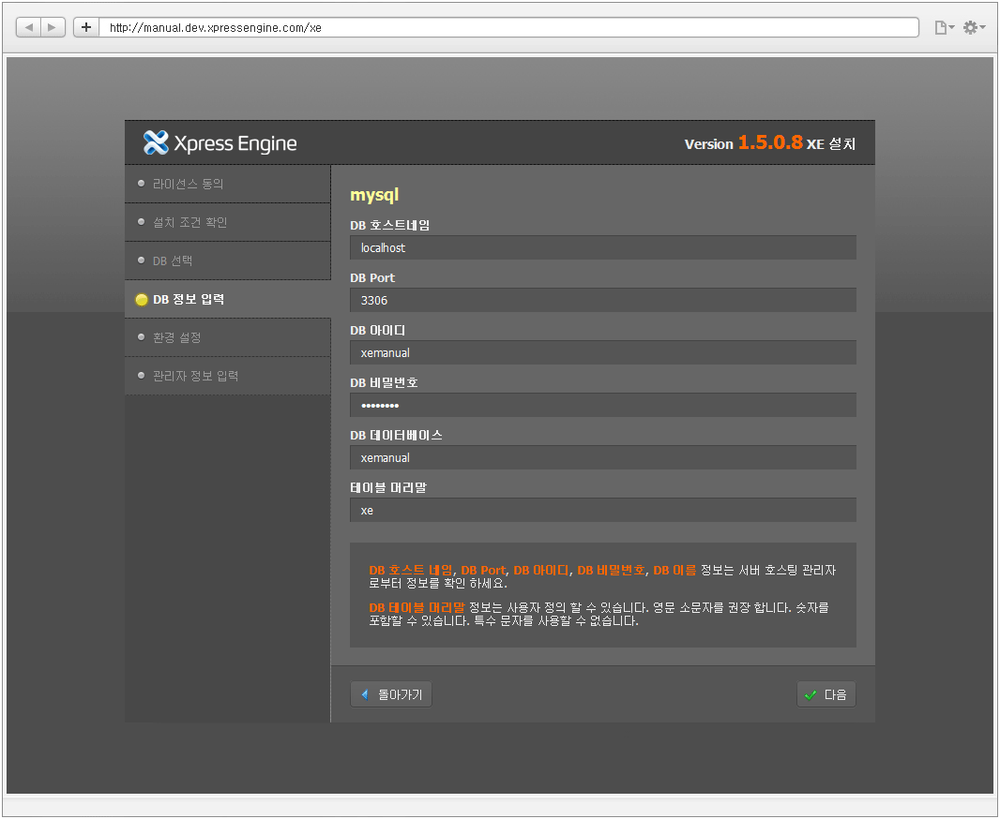 http://manual.dev.xpressengine.com/xe
Xpress Engine
Version 1.5.0.8 XE 설치
라이선스 동의
설치 조건 확인
DB 선택
DB 정보 입력
환경 설정
관리자 정보 입력
mysql
DB 호스트네임
localhost
DB Port
3306
DB 아이디
xemanual
DB 비밀번호
••••••••
DB 데이터베이스
xemanual
테이블 머리말
xe
DB 호스트 네임, DB Port, DB 아이디, DB 비밀번호, DB 이름 정보는 서버 호스팅 관리자
로부터 정보를 확인 하세요.
DB 테이블 머리말 정보는 사용자 정의 할 수 있습니다. 영문 소문자를 권장 합니다. 숫자를
포함할 수 있습니다. 특수 문자를 사용할 수 없습니다.
돌아가기
다음